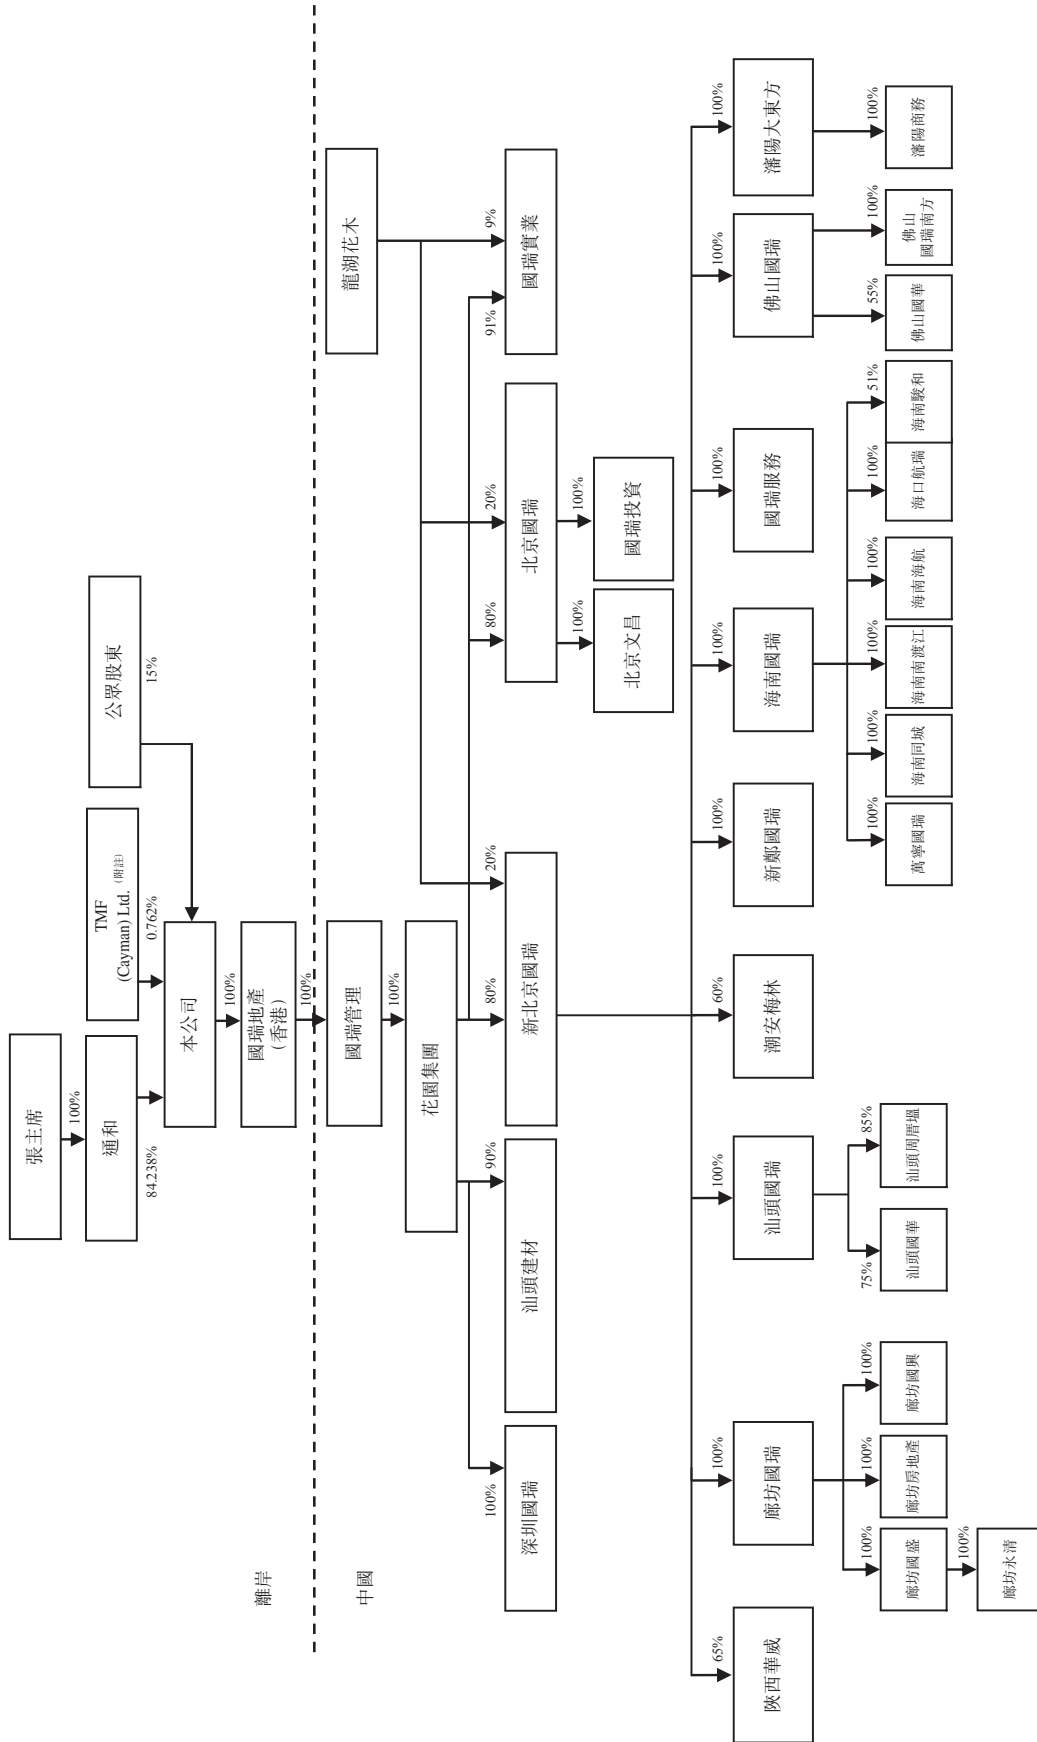 張主席
100%
通和
84.238%
TMF
(Cayman) Ltd. (附註)
0.762%
公眾股東
15%
本公司
100%
國瑞地產
(香港)
100%
離岸
中國
國瑞管理
100%
花園集團
龍湖花木
100%
90%
80%
20%
80%
20%
91%
9%
深圳國瑞
汕頭建材
新北京國瑞
北京國瑞
國瑞實業
100%
100%
北京文昌
國瑞投資
65%
100%
100%
60%
100%
100%
100%
100%
100%
陝西華威
廊坊國瑞
汕頭國瑞
潮安梅林
新鄭國瑞
海南國瑞
國瑞服務
佛山國瑞
瀋陽大東方
100%
100%
100%
75%
85%
100%
100%
100%
100%
100%
51%
55%
100%
100%
廊坊國盛
廊坊房地產
廊坊國興
汕頭國華
汕頭周厝塭
萬寧國瑞
海南同城
海南南渡江
海南海航
海口航瑞
海南駿和
佛山國華
佛山
國瑞南方
瀋陽商務
100%
廊坊永清